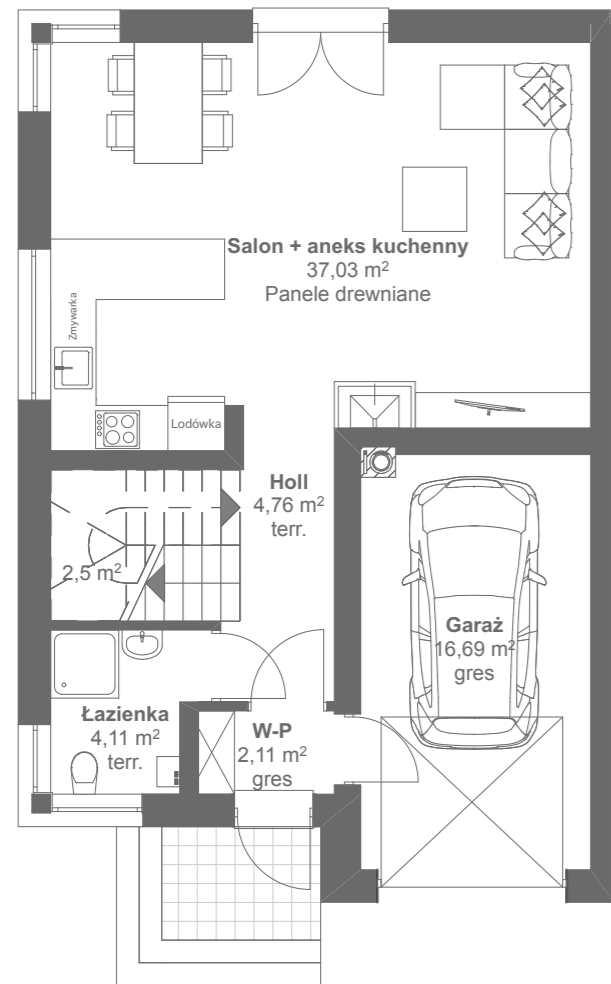 Salon + aneks kuchenny
37,03 m²
Panele drewniane
Zmywarka
Lodówka
Holl
4,76 m²
terr.
2,5 m²
Garaż
16,69 m²
gres
Łazienka
4,11 m²
terr.
W-P
2,11 m²
gres